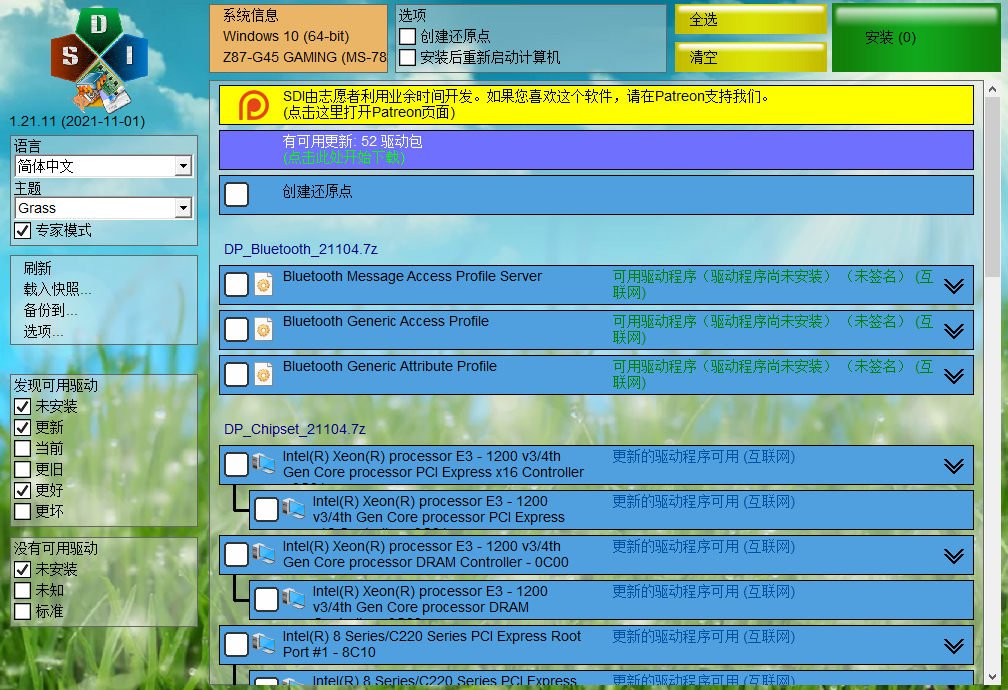 S D I
1.21.11 (2021-11-01)
语言
简体中文
主题
Grass
专家模式
刷新
载入快照...
备份到...
选项...
发现可用驱动
未安装
更新
当前
更旧
更好
更坏
没有可用驱动
未安装
未知
标准
系统信息
Windows 10 (64-bit)
Z87-G45 GAMING (MS-78
选项
创建还原点
安装后重新启动计算机
全选
清空
安装 (0)
SDI由志愿者利用业余时间开发。如果您喜欢这个软件，请在Patreon支持我们。
(点击这里打开Patreon页面)
有可用更新: 52 驱动包
(点击此处开始下载)
创建还原点
DP_Bluetooth_21104.7z
Bluetooth Message Access Profile Server
可用驱动程序（驱动程序尚未安装）（未签名） (互
联网)
Bluetooth Generic Access Profile
可用驱动程序（驱动程序尚未安装）（未签名） (互
联网)
Bluetooth Generic Attribute Profile
可用驱动程序（驱动程序尚未安装）（未签名） (互
联网)
DP_Chipset_21104.7z
Intel(R) Xeon(R) processor E3 - 1200 v3/4th
Gen Core processor PCI Express x16 Controller
更新的驱动程序可用 (互联网)
Intel(R) Xeon(R) processor E3 - 1200
v3/4th Gen Core processor PCI Express
更新的驱动程序可用 (互联网)
Intel(R) Xeon(R) processor E3 - 1200 v3/4th
Gen Core processor DRAM Controller - 0C00
更新的驱动程序可用 (互联网)
Intel(R) Xeon(R) processor E3 - 1200
v3/4th Gen Core processor DRAM
更新的驱动程序可用 (互联网)
Intel(R) 8 Series/C220 Series PCI Express Root
Port #1 - 8C10
更新的驱动程序可用 (互联网)
Intel(R) 8 Series/C220 Series PCI Express
更新的驱动程序可用 (互联网)